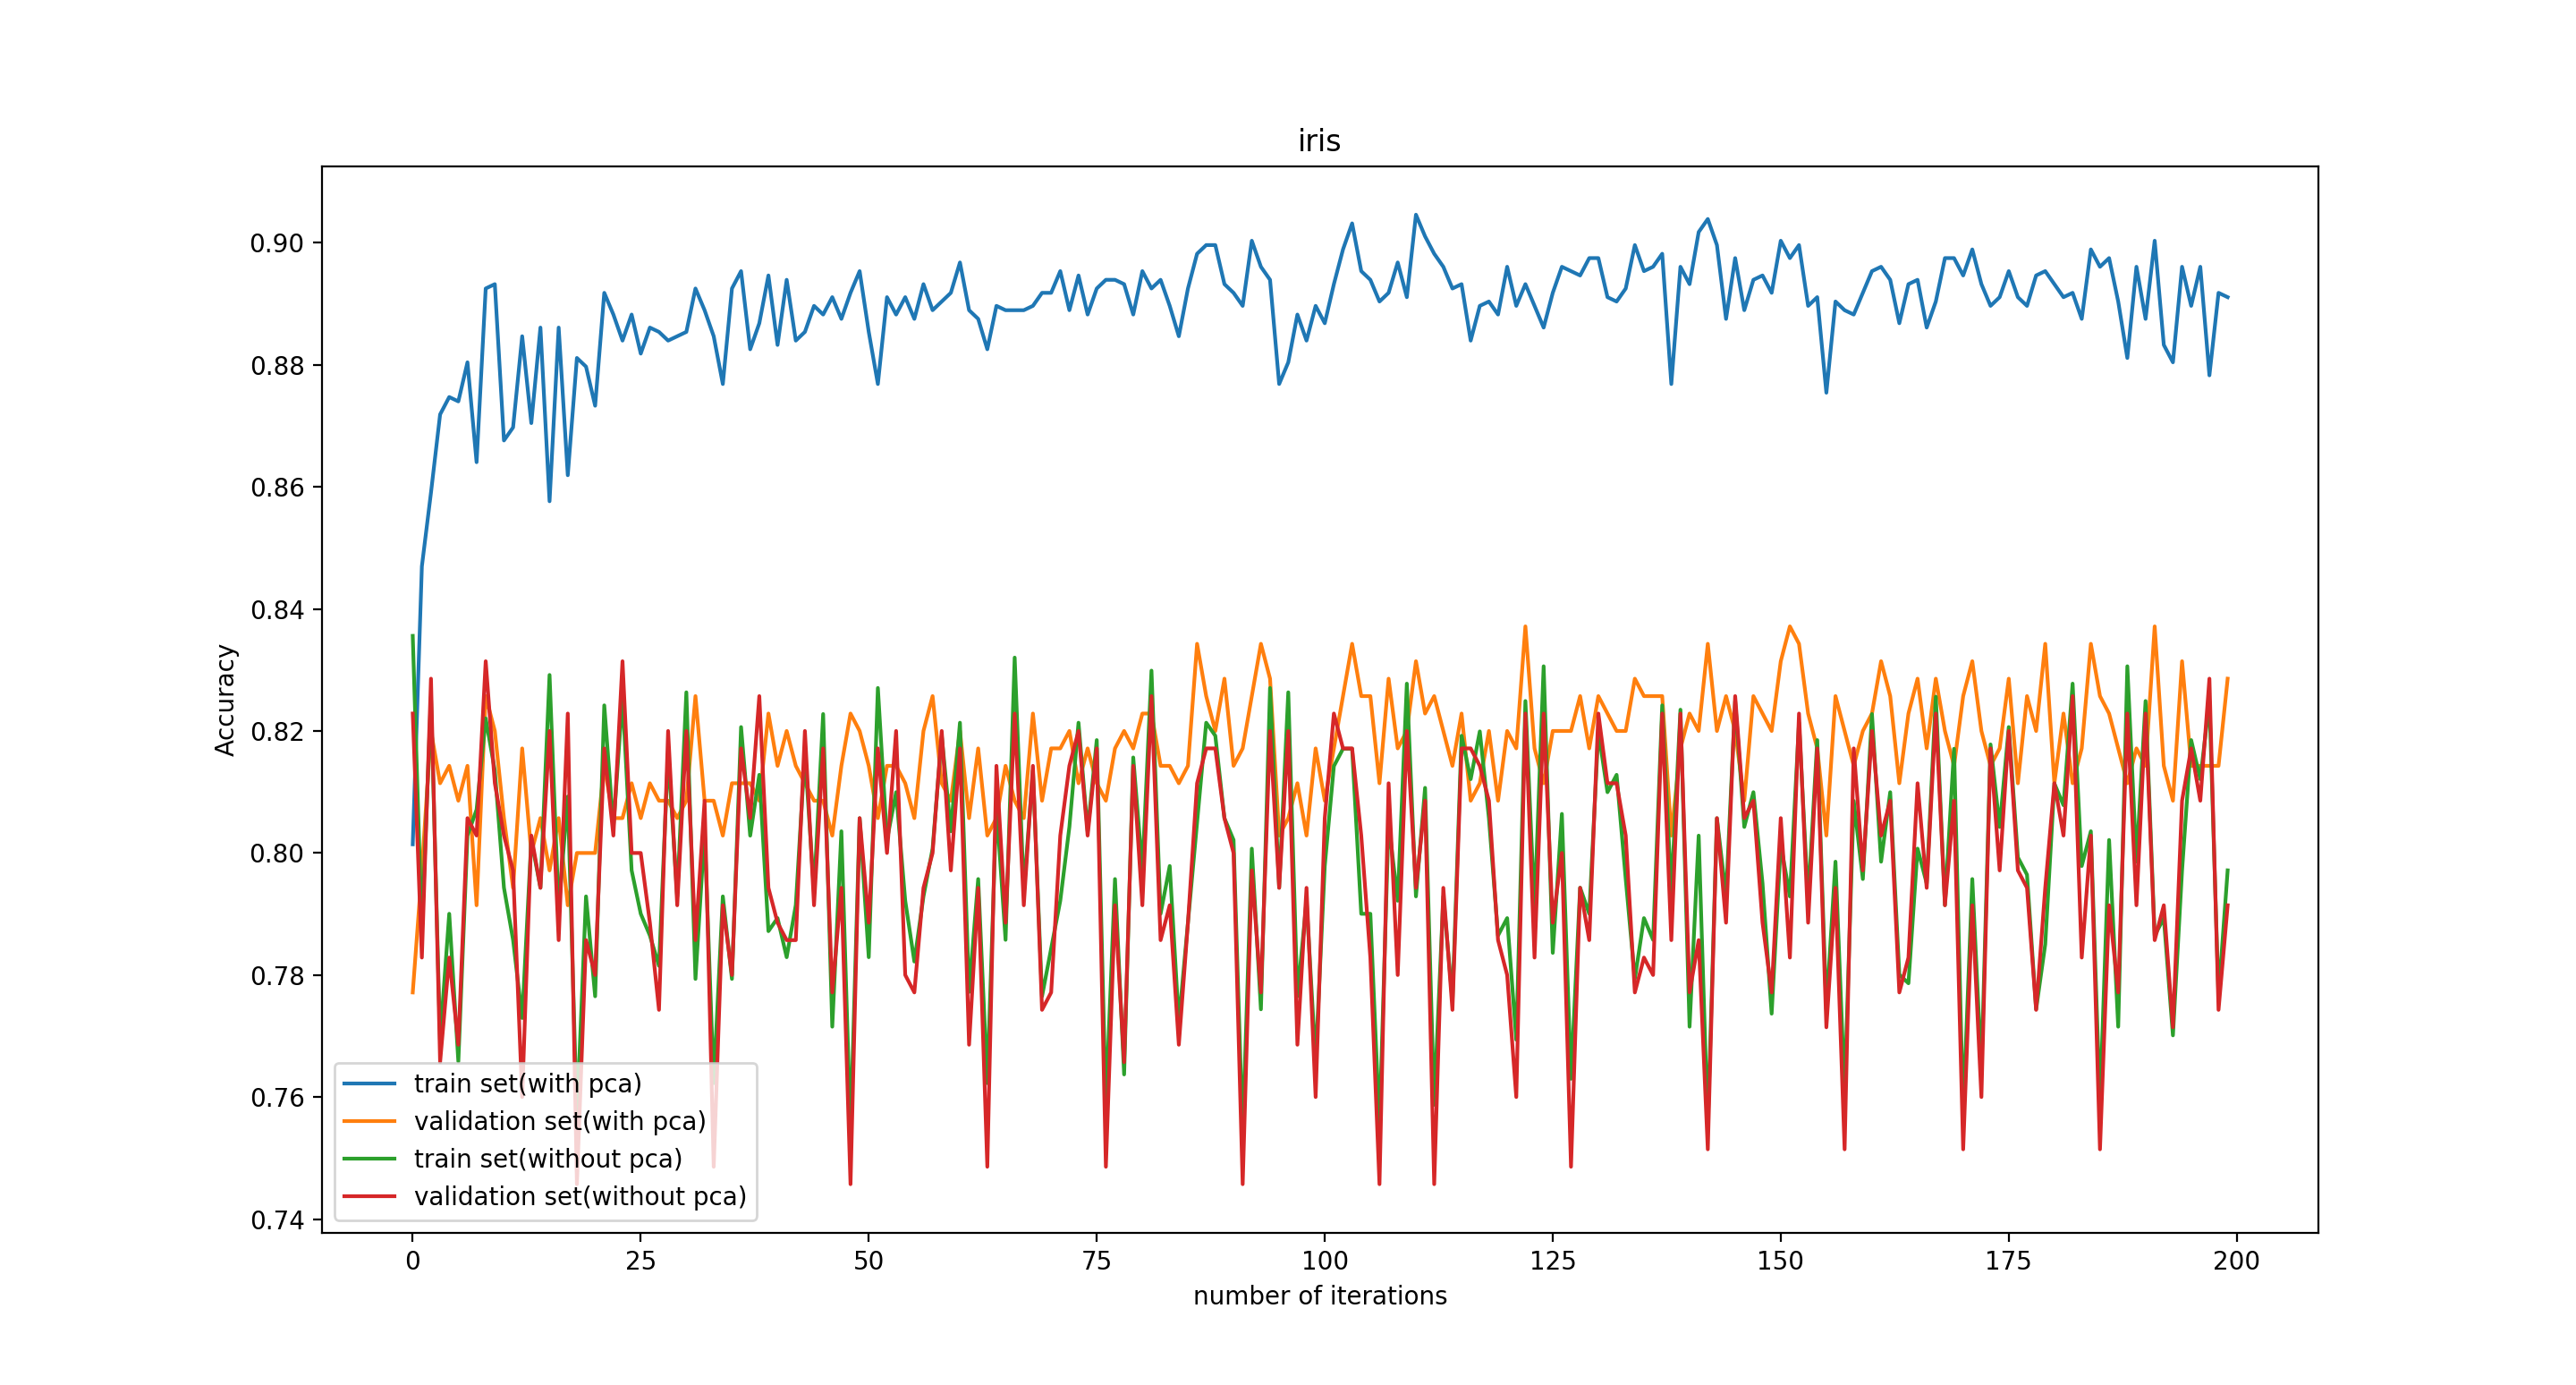 iris
Accuracy
0.90
0.88
0.86
0.84
0.82
0.80
0.78
0.76
0.74
train set(with pca)
validation set(with pca)
train set(without pca)
validation set(without pca)
0 25 50 75 100 125 150 175 200
number of iterations